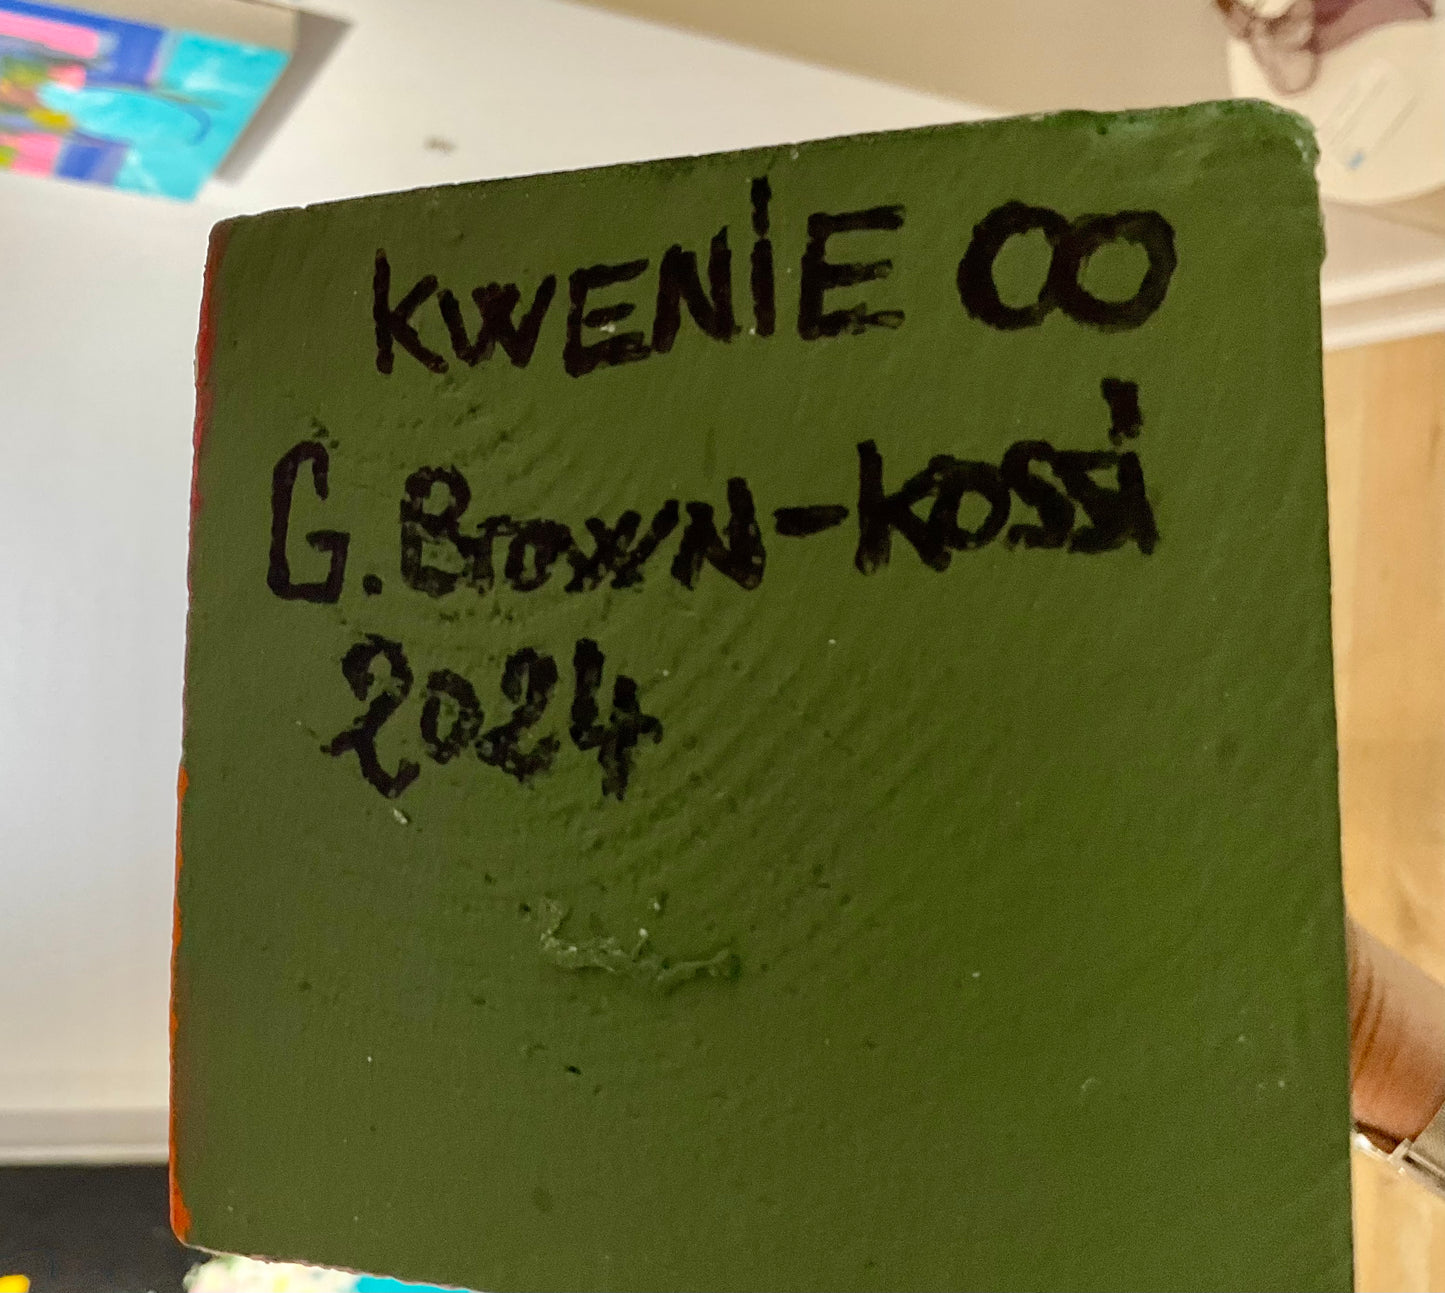 KWENiE OO
G. BrowN-KOSSi
2024